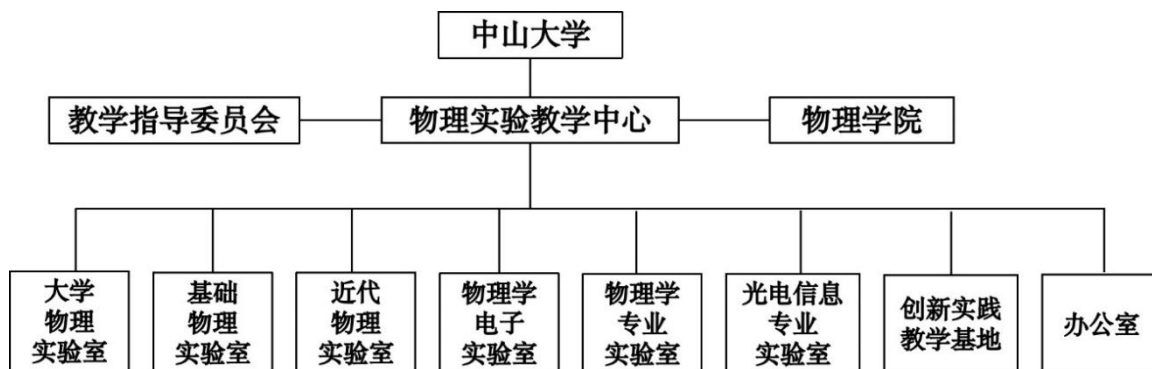 中山大学
教学指导委员会
物理实验教学中心
物理学院
大学
物理
实验室
基础
物理
实验室
近代
物理
实验室
物理学
电子
实验室
物理学
专业
实验室
光电信息
专业
实验室
创新实践
教学基地
办公室